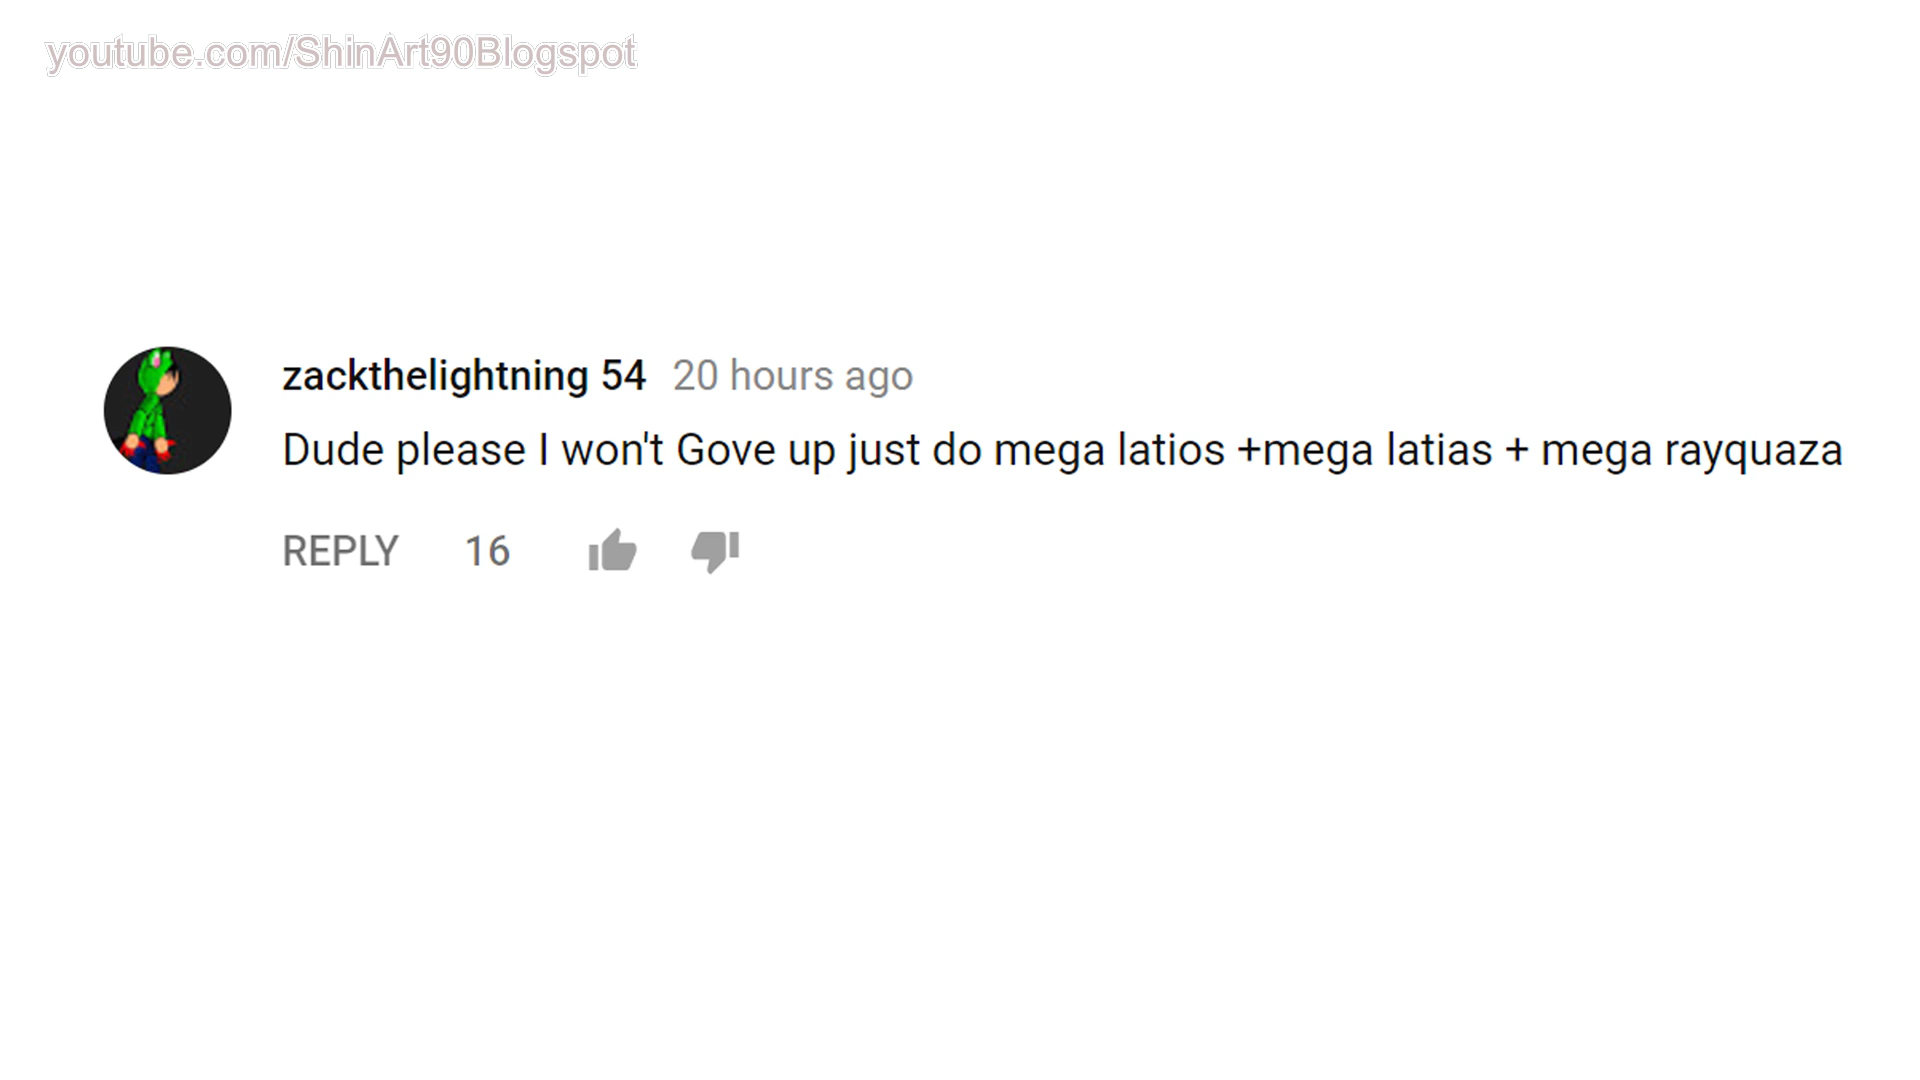 youtube.com/ShinArt90Blogspot
zackthelightning 54 20 hours ago
Dude please I won't Gove up just do mega latios +mega latias + mega rayquaza
REPLY 16